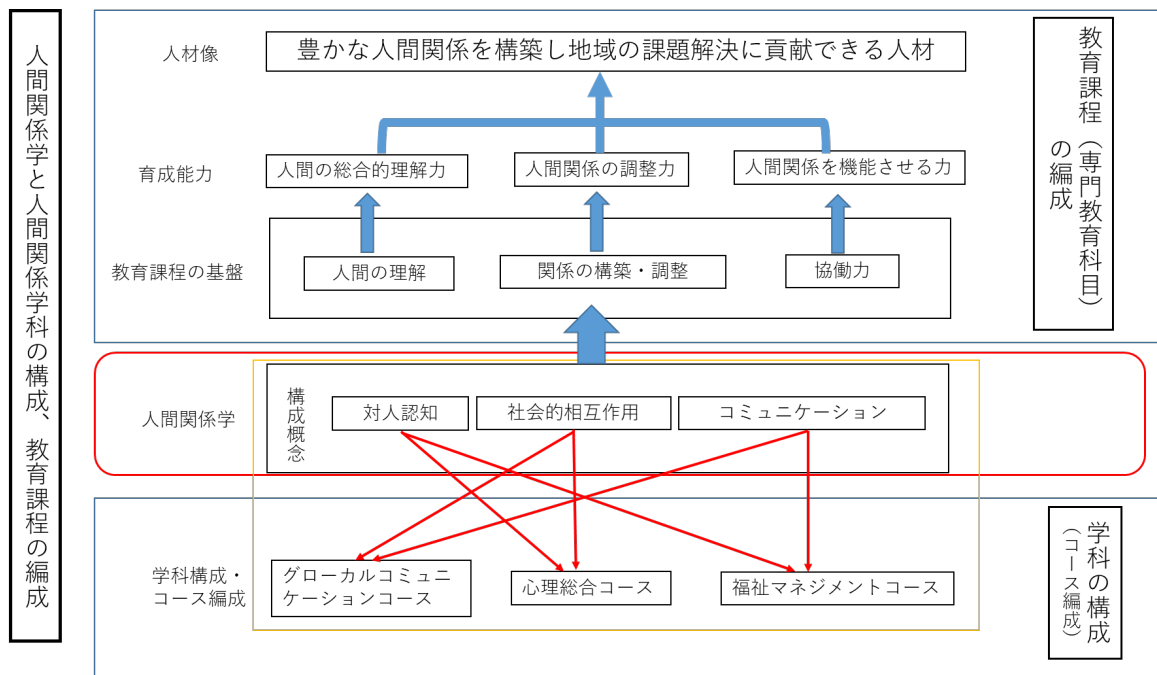 人間関係学と人間関係学科の構成、教育課程の編成
人材像
豊かな人間関係を構築し地域の課題解決に貢献できる人材
教育課程（専門教育科目）
の編成
育成能力
人間の総合的理解力
人間関係の調整力
人間関係を機能させる力
教育課程の基盤
人間の理解
関係の構築・調整
協働力
人間関係学
構成概念
対人認知
社会的相互作用
コミュニケーション
学科構成・
コース編成
グローカルコミュニ
ケーションコース
心理総合コース
福祉マネジメントコース
学科の構成
（コース編成）